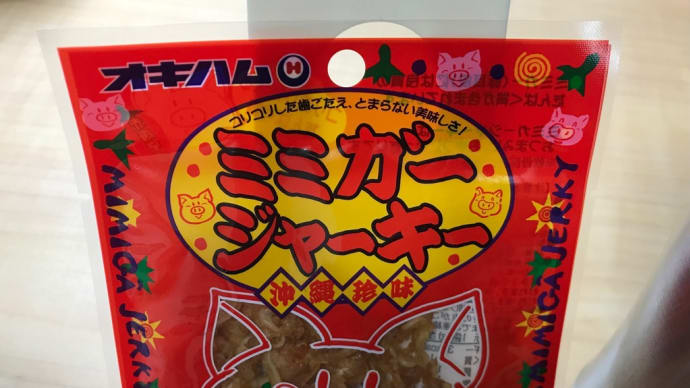 オキハム
コリコリした歯ごたえ、とまらない美味しさ!
ミミガー
ジャーキー
沖縄珍味
MIMIGA JERKY
MIMIGA JERKY